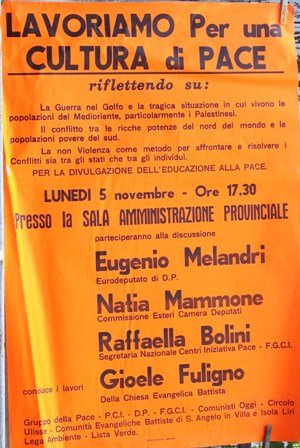 LAVORIAMO Per una
CULTURA di PACE
riflettendo su:
La Guerra nel Golfo e la tragica situazione in cui vivono le
popolazioni del Medioriente, particolarmente i Palestinesi.
Il conflitto tra le ricche potenze del nord del mondo e le
popolazioni povere del sud.
La non Violenza come metodo per affrontare e risolvere i
Conflitti sia tra gli stati che tra gli individui.
PER LA DIVULGAZIONE DELL'EDUCAZIONE ALLA PACE.
LUNEDI 5 novembre - Ore 17.30
Presso la SALA AMMINISTRAZIONE PROVINCIALE
parteciperanno alla discussione
Eugenio Melandri
Eurodeputato di D.P.
Natia Mammone
Commissione Esteri Camera Deputati
Raffaella Bolini
Segretaria Nazionale Centri Iniziativa Pace - F.G.C.I.
conduce i lavori
Gioele Fuligno
Della Chiesa Evangelica Battista
Gruppo della Pace - P.C.I. - D.P. - F.G.C.I. - Comunisti Oggi - Circolo
Ulisse - Comunità Evangeliche Battiste di S. Angelo in Villa e Isola Liri
Lega Ambiente - Lista Verde.